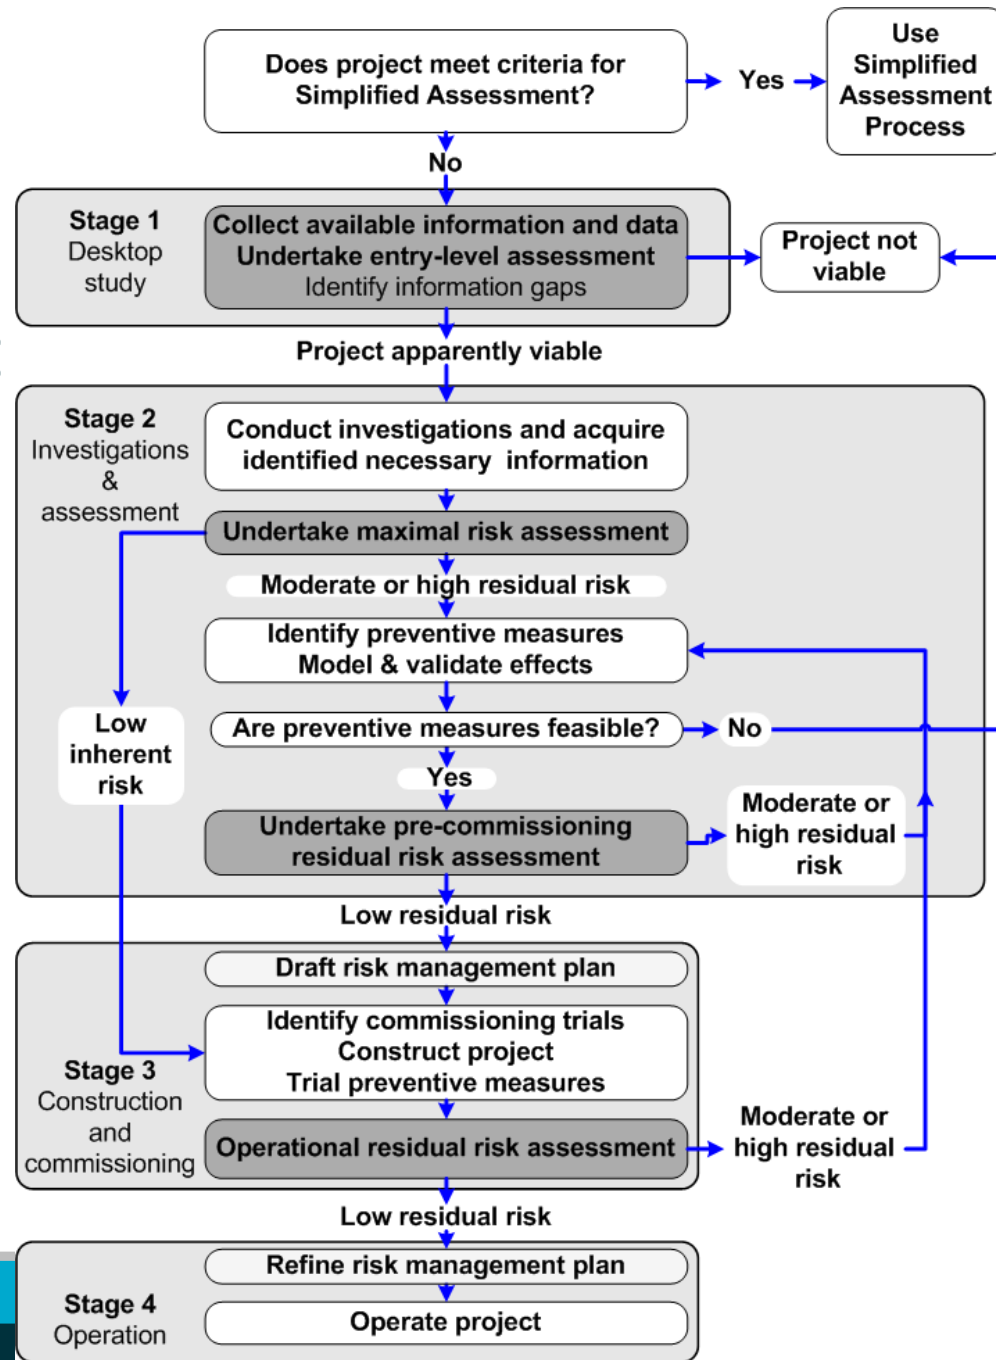 Does project meet criteria for
Simplified Assessment?
Yes
Use
Simplified
Assessment
Process
No
Stage 1
Desktop
study
Collect available information and data
Undertake entry-level assessment
Identify information gaps
Project not
viable
Project apparently viable
Stage 2
Investigations
&
assessment
Conduct investigations and acquire
identified necessary information
Undertake maximal risk assessment
Moderate or high residual risk
Identify preventive measures
Model & validate effects
Low
inherent
risk
Are preventive measures feasible?
No
Yes
Undertake pre-commissioning
residual risk assessment
Moderate or
high residual
risk
Low residual risk
Draft risk management plan
Identify commissioning trials
Construct project
Trial preventive measures
Stage 3
Construction
and
commissioning
Operational residual risk assessment
Moderate or
high residual
risk
Low residual risk
Stage 4
Operation
Refine risk management plan
Operate project